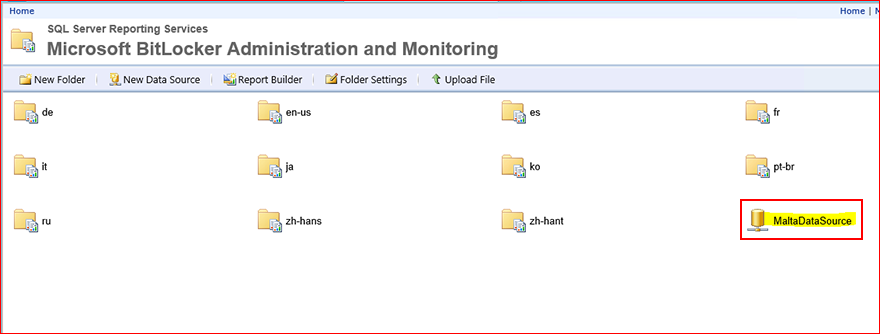 Home Home | N
SQL Server Reporting Services
Microsoft BitLocker Administration and Monitoring
New Folder New Data Source Report Builder Folder Settings Upload File
de en-us es fr
it ja ko pt-br
ru zh-hans zh-hant MaltaDataSource